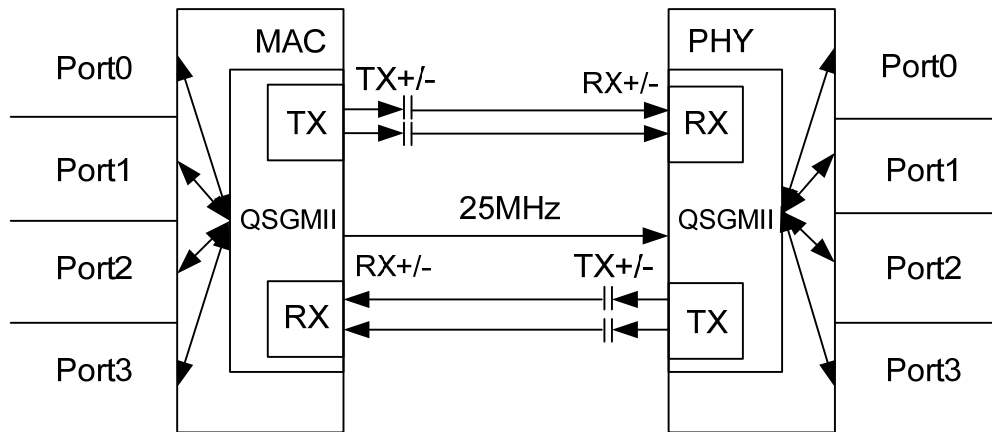 MAC
PHY
Port0
TX+/-
RX+/-
Port0
TX
RX
Port1
Port1
QSGMII
25MHz
QSGMII
Port2
RX+/-
TX+/-
Port2
RX
TX
Port3
Port3